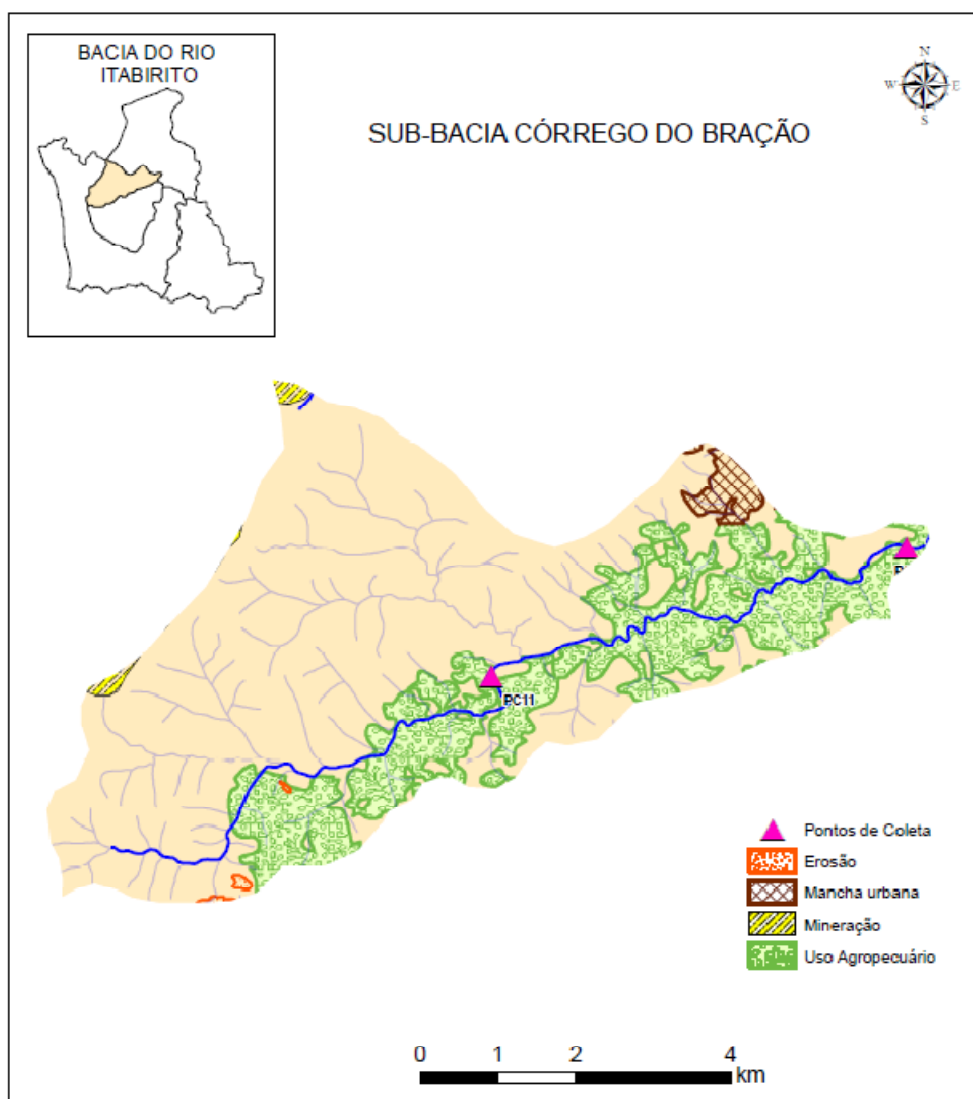 BACIA DO RIO
ITABIRITO
N
W
E
S
SUB-BACIA CÓRREGO DO BRAÇÃO
P
PC11
Pontos de Coleta
Erosão
Mancha urbana
Mineração
Uso Agropecuário
0 1 2 4
km